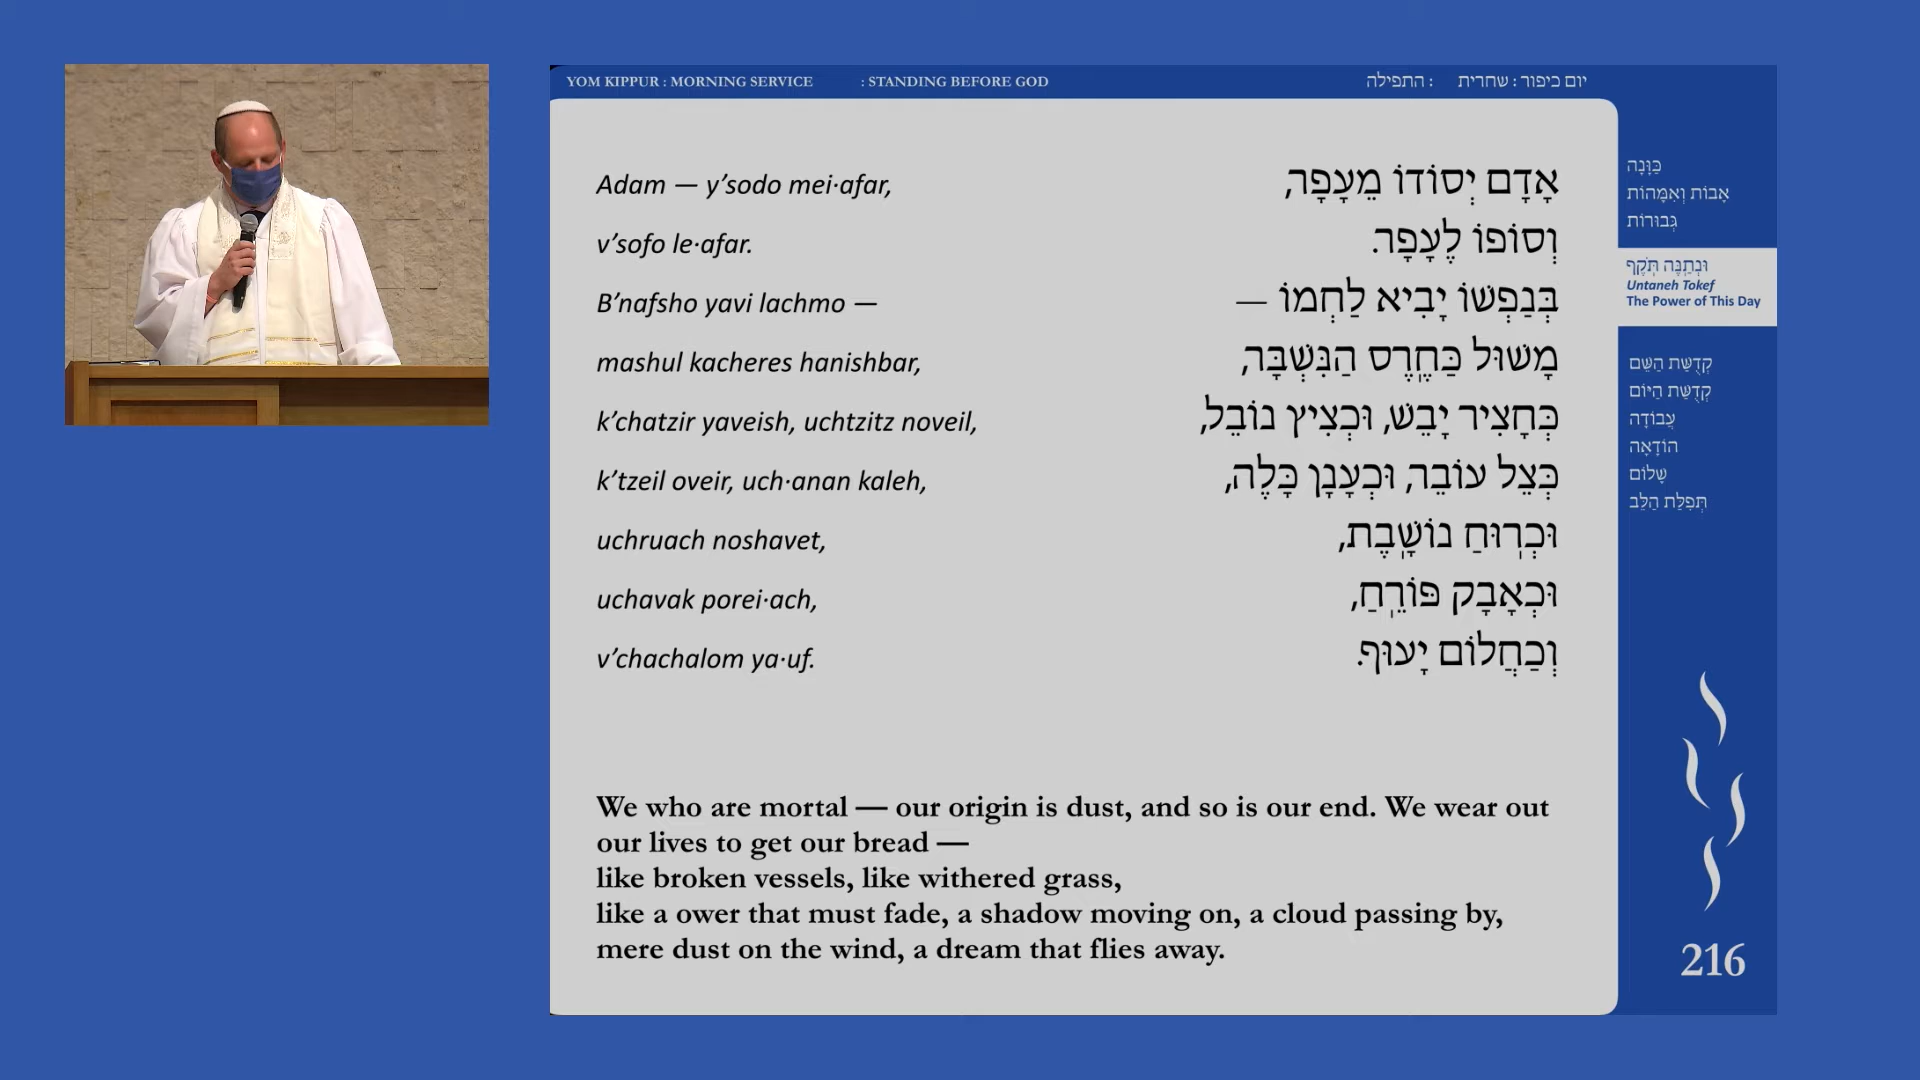 YOM KIPPUR : MORNING SERVICE : STANDING BEFORE GOD
יום כיפור : שחרית : התפילה
Adam — y’sodo mei·afar,
v’sofo le·afar.
B’nafsho yavi lachmo —
mashul kacheres hanishbar,
k’chatzir yaveish, uchtzitz noveil,
k’tzeil oveir, uch·anan kaleh,
uchruach noshavet,
uchavak porei·ach,
v’chachalom ya·uf.
אָדָם יְסוֹדוֹ מֵעָפָר,
וְסוֹפוֹ לֶעָפָר.
בְּנַפְשׁוֹ יָבִיא לַחְמוֹ —
מָשׁוּל כַּחֶֽרֶס הַנִּשְׁבָּר,
כְּחָצִיר יָבֵשׁ, וּכְצִיץ נוֹבֵל,
כְּצֵל עוֹבֵר, וּכְעָנָן כָּלֶה,
וּכְרֽוּחַ נוֹשָֽׁבֶת,
וּכְאָבָק פּוֹרֵֽחַ,
וְכַחֲלוֹם יָעוּף.
We who are mortal — our origin is dust, and so is our end. We wear out
our lives to get our bread —
like broken vessels, like withered grass,
like a ower that must fade, a shadow moving on, a cloud passing by,
mere dust on the wind, a dream that flies away.
כַּוָּנָה
אָבוֹת וְאִמָּהוֹת
גְּבוּרוֹת
וּנְתַנֶּה תֹּֽקֶף
Untaneh Tokef
The Power of This Day
קְדֻשַּׁת הַשֵּׁם
קְדֻשַּׁת הַיּוֹם
עֲבוֹדָה
הוֹדָאָה
שָׁלוֹם
תְּפִלַּת הַלֵּב
216